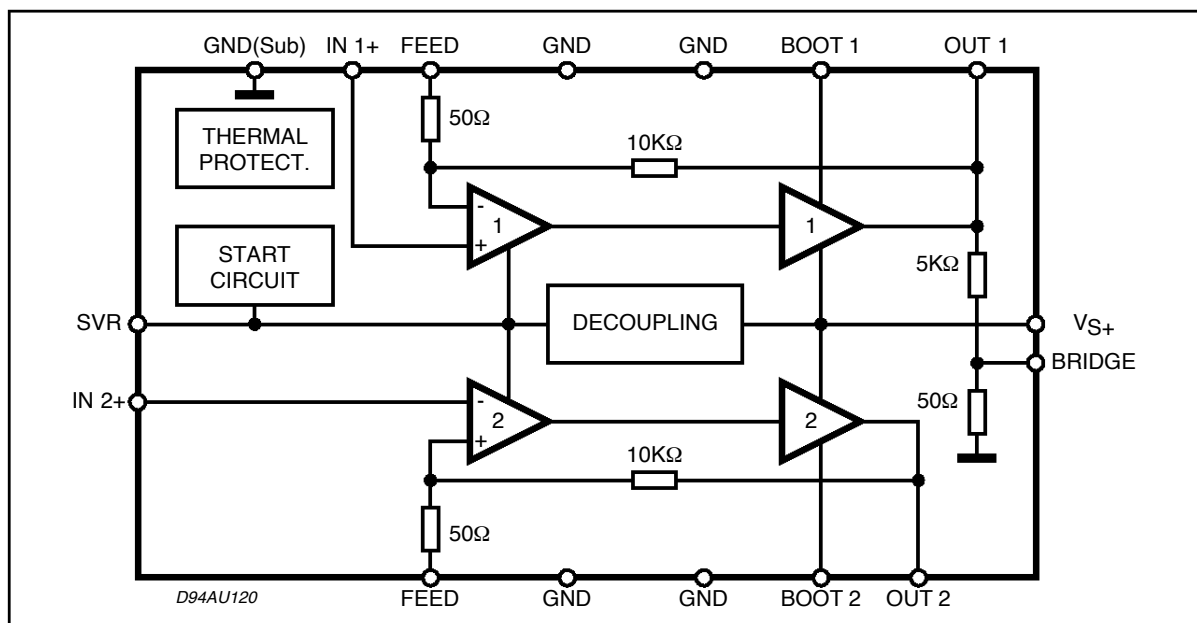 GND(Sub) IN 1+ FEED GND GND BOOT 1 OUT 1
50Ω
THERMAL
PROTECT.
10KΩ
-
+
1
1
START
CIRCUIT
5KΩ
SVR
DECOUPLING
VS+
BRIDGE
IN 2+
-
+
2
2
50Ω
10KΩ
50Ω
D94AU120
FEED GND GND BOOT 2 OUT 2